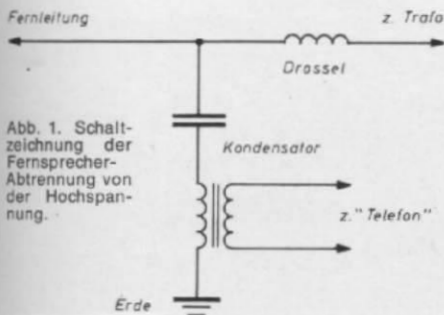 Fernleitung
z. Trafo
Drossel
Abb. 1. Schalt-
zeichnung der
Fernsprecher-
Abtrennung von
der Hochspan-
nung.
Kondensator
z."Telefon"
Erde